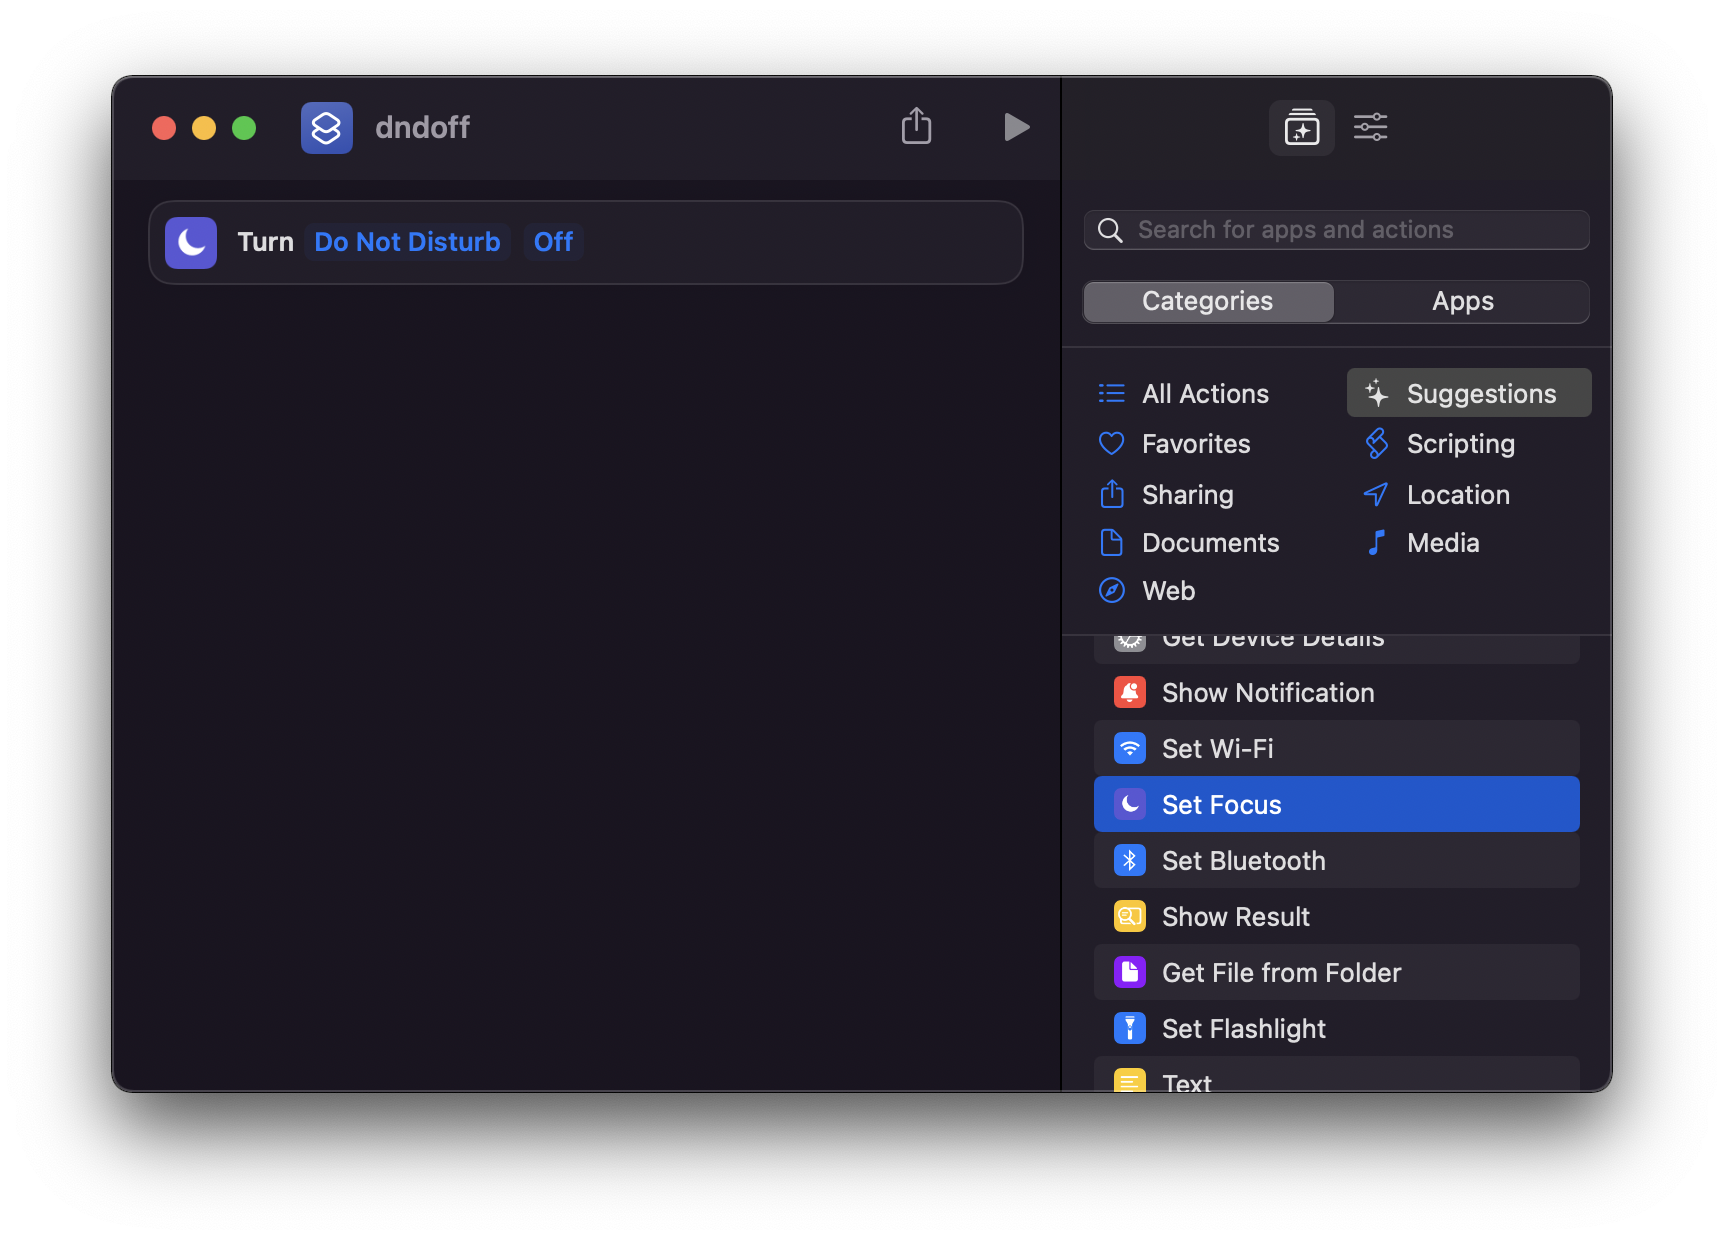 dndoff
Turn Do Not Disturb Off
Search for apps and actions
Categories Apps
All Actions Suggestions
Favorites Scripting
Sharing Location
Documents Media
Web
Get Device Details
Show Notification
Set Wi-Fi
Set Focus
Set Bluetooth
Show Result
Get File from Folder
Set Flashlight
Text